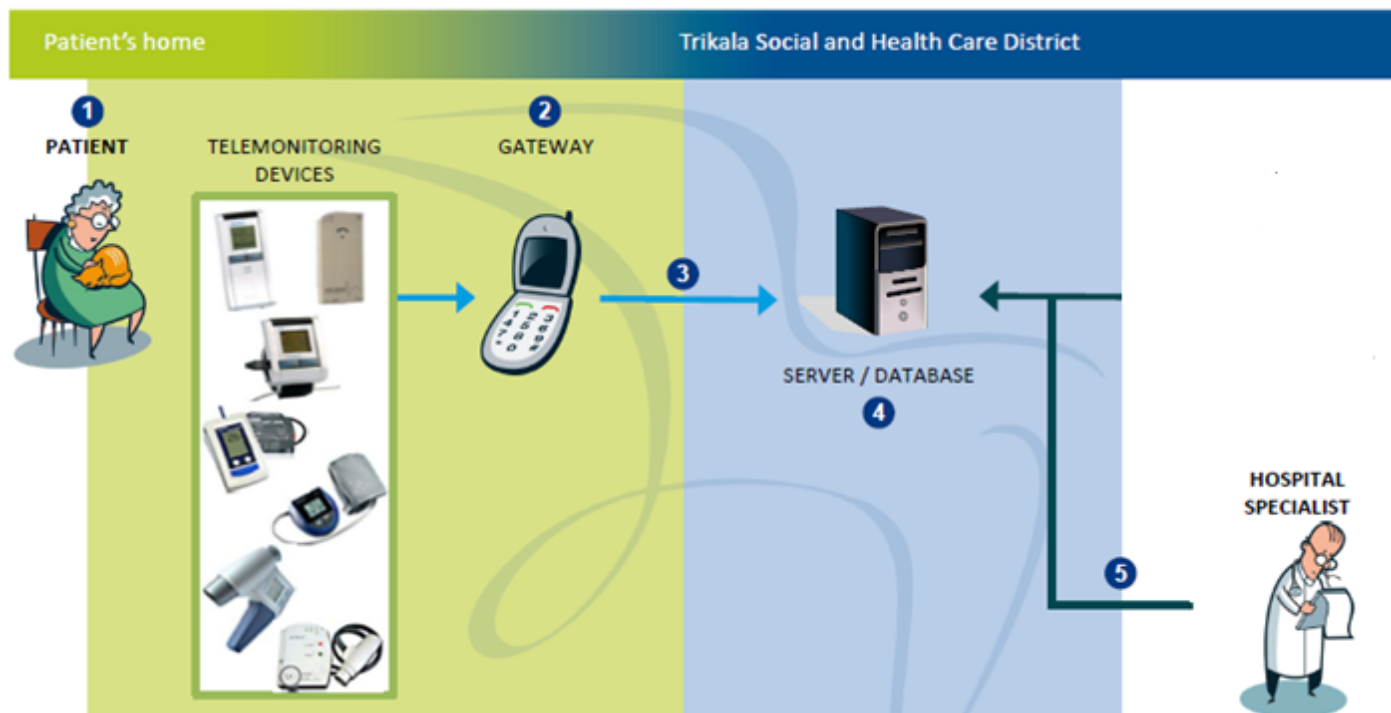 Patient's home
Trikala Social and Health Care District
1
2
PATIENT
TELEMONITORING
DEVICES
GATEWAY
3
SERVER / DATABASE
4
HOSPITAL
SPECIALIST
5